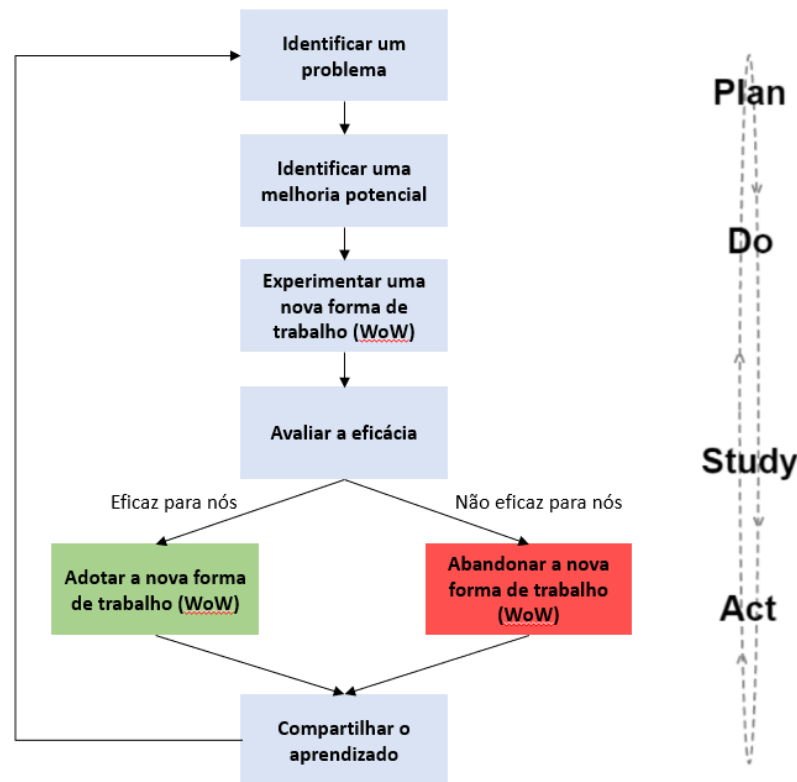 Identificar um
problema
Plan
Identificar uma
melhoria potencial
Do
Experimentar uma
nova forma de
trabalho (WoW)
Avaliar a eficácia
Study
Eficaz para nós
Não eficaz para nós
Adotar a nova forma
de trabalho (WoW)
Abandonar a nova
forma de trabalho
(WoW)
Act
Compartilhar o
aprendizado